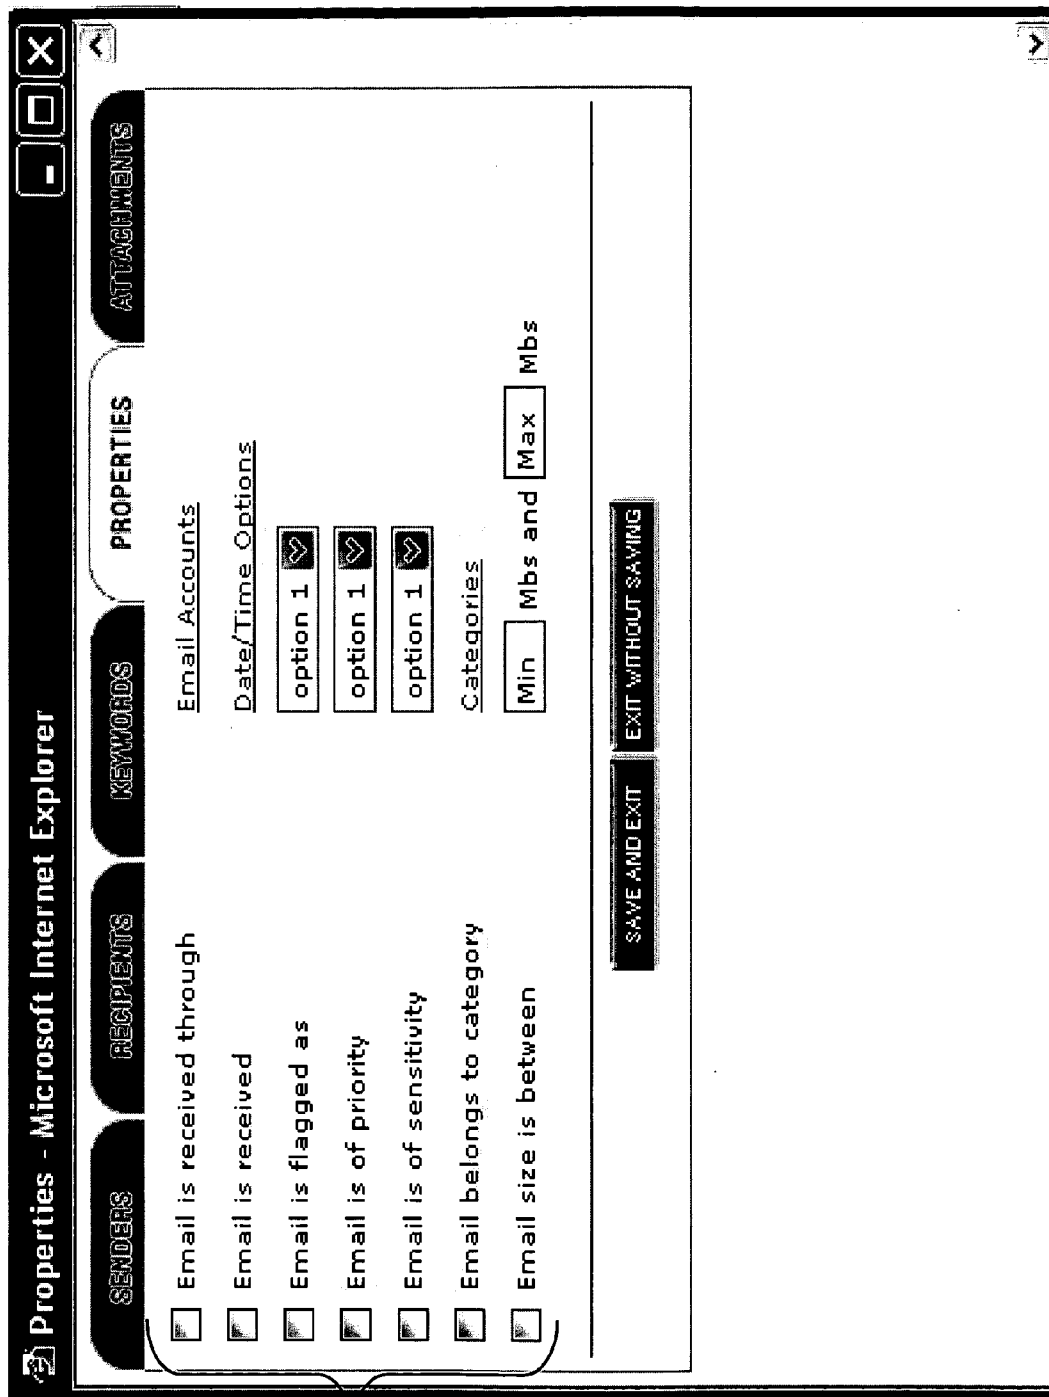 Properties - Microsoft Internet Explorer
SENDERS RECIPIENTS KEYWORDS PROPERTIES ATTACHMENTS
Email is received through Email Accounts
Email is received Date/Time Options
Email is flagged as option 1
Email is of priority option 1
Email is of sensitivity option 1
Email belongs to category Categories
Email size is between Min Mbs and Max Mbs
SAVE AND EXIT EXIT WITHOUT SAVING